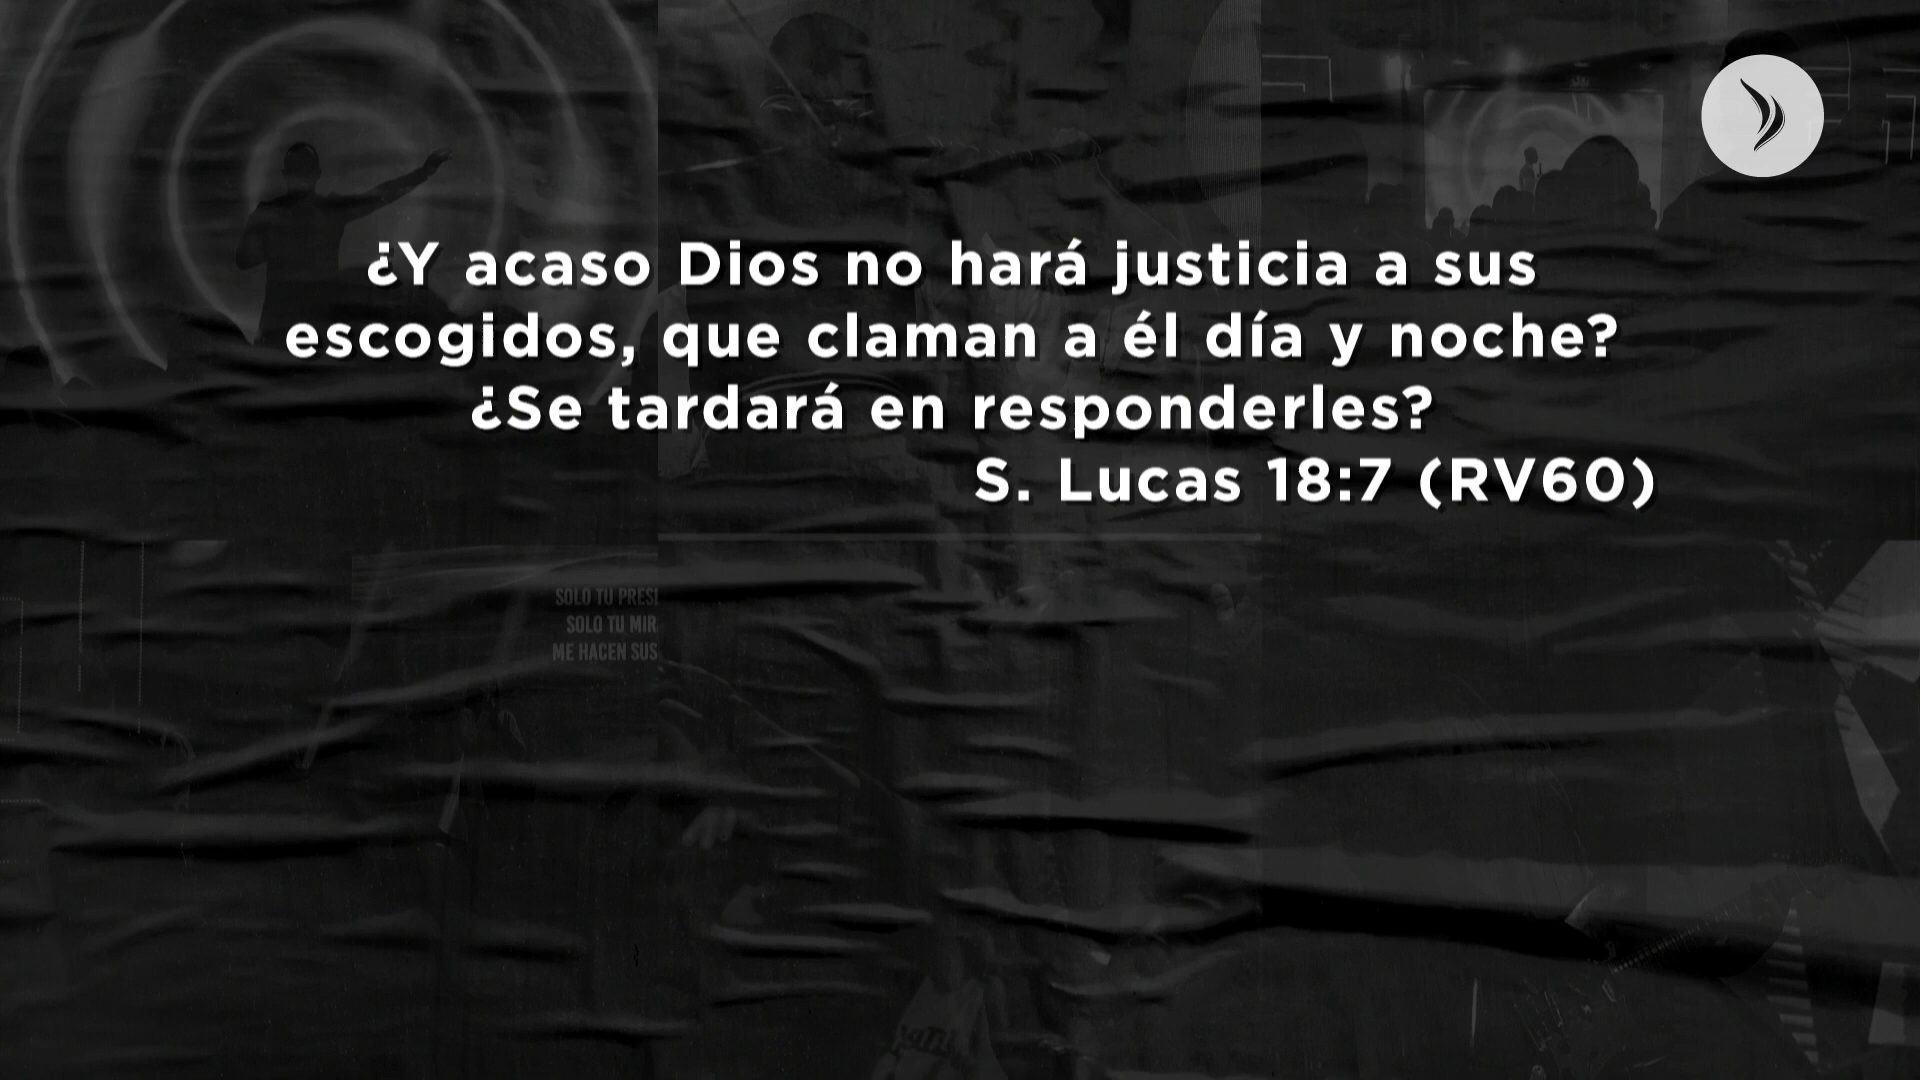 ¿Y acaso Dios no hará justicia a sus
escogidos, que claman a él día y noche?
¿Se tardará en responderles?
S. Lucas 18:7 (RV60)
SOLO TU PRESI
SOLO TU MIR
ME HACEN SUS